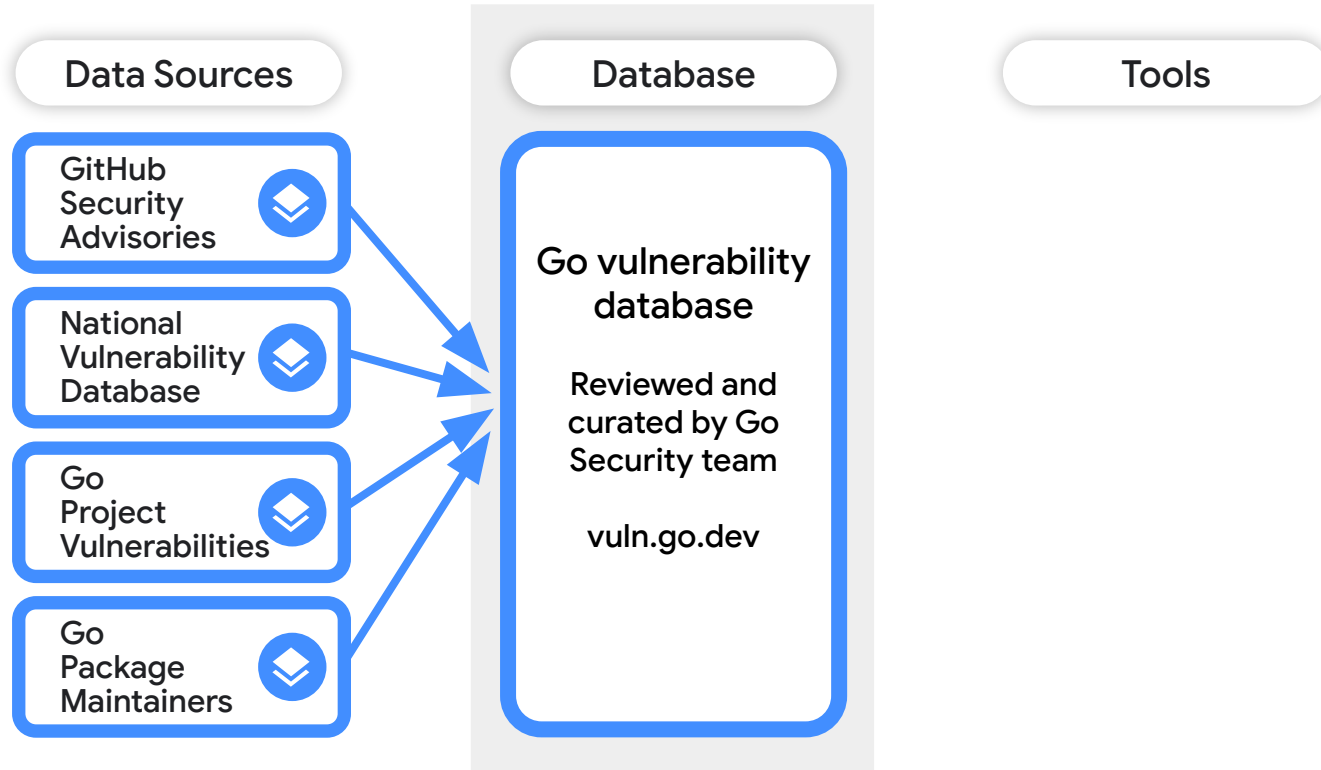 Data Sources
Database
Tools
GitHub
Security
Advisories
National
Vulnerability
Database
Go
Project
Vulnerabilities
Go
Package
Maintainers
Go vulnerability
database
Reviewed and
curated by Go
Security team
vuln.go.dev